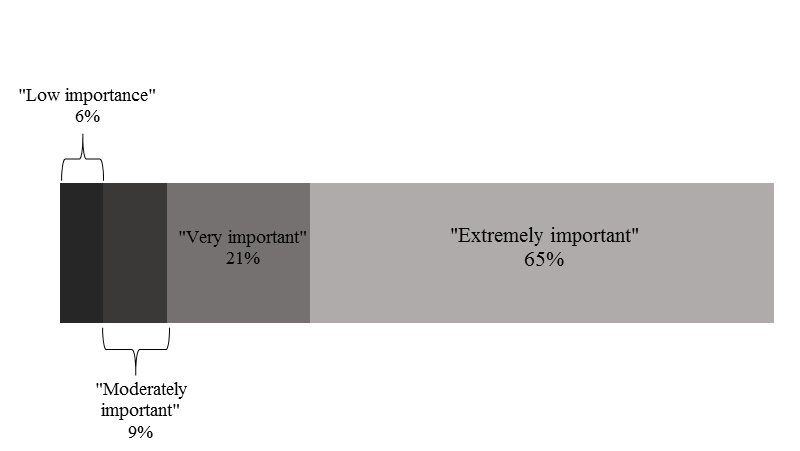 "Low importance"
6%
"Very important"
21%
"Extremely important"
65%
"Moderately
important"
9%